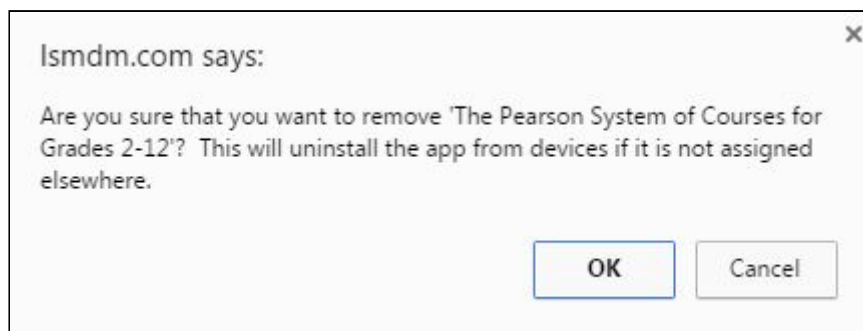 lsmdm.com says:
Are you sure that you want to remove 'The Pearson System of Courses for
Grades 2-12'?  This will uninstall the app from devices if it is not assigned
elsewhere.
OK Cancel